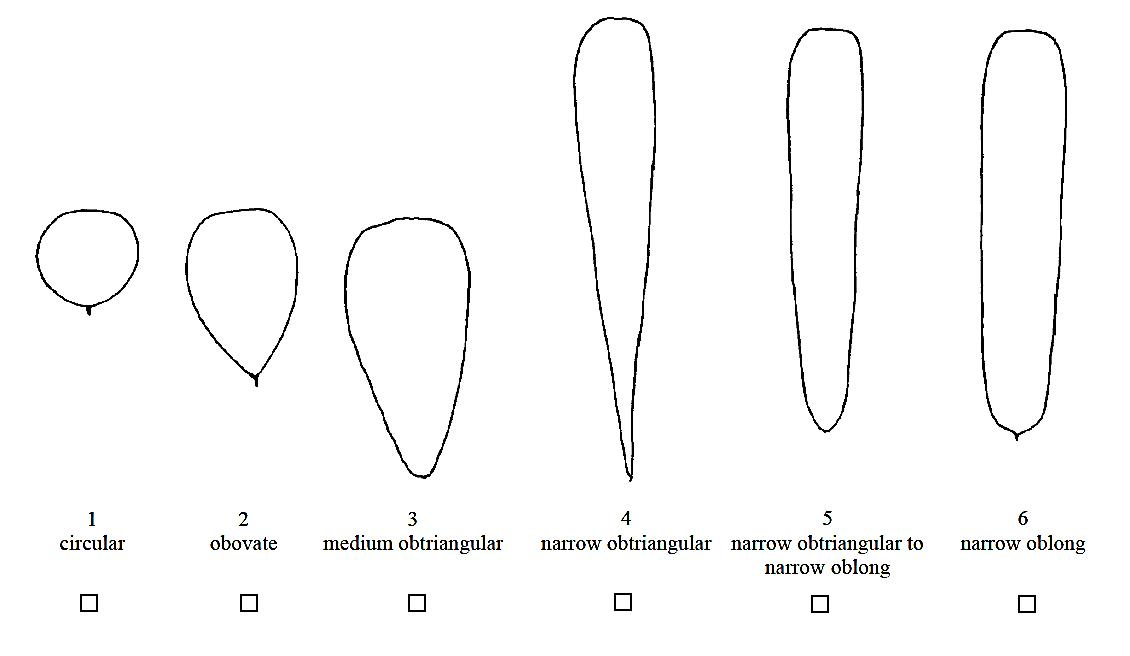 1 2 3 4 5 6
circular obovate medium obtriangular narrow obtriangular narrow obtriangular to narrow oblong
narrow oblong